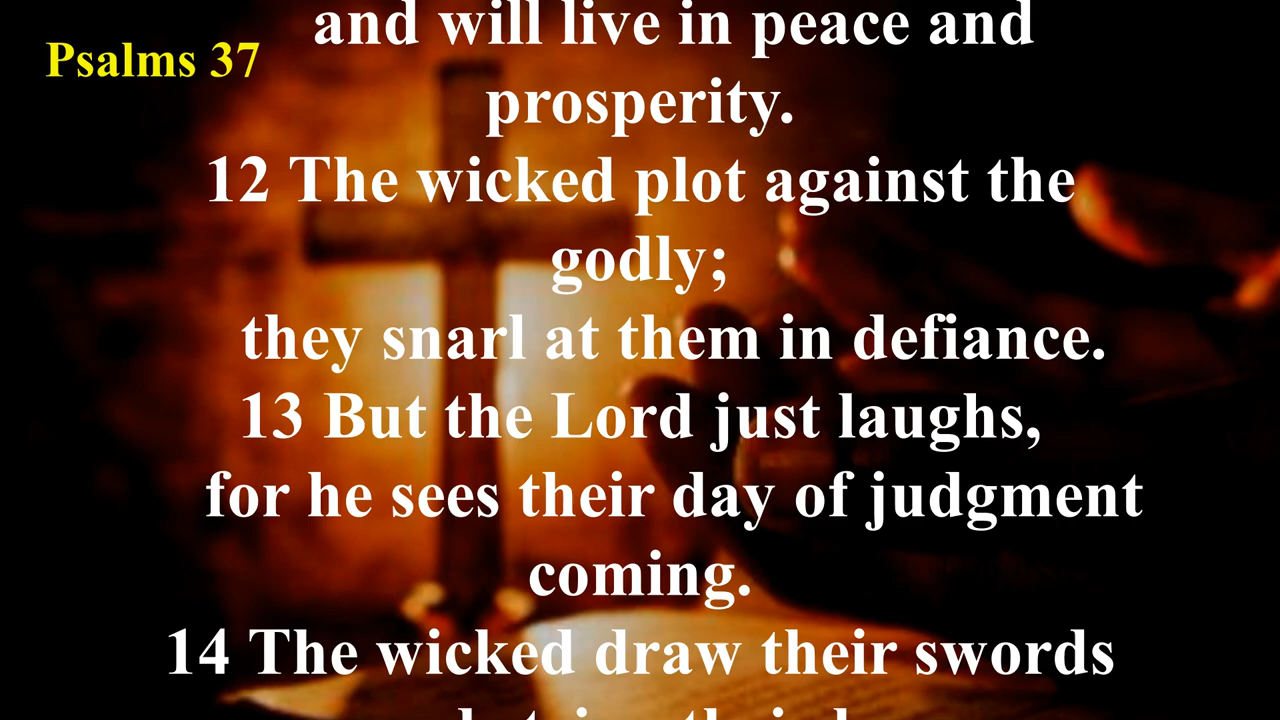 Psalms 37
and will live in peace and
prosperity.
12 The wicked plot against the
godly;
they snarl at them in defiance.
13 But the Lord just laughs,
for he sees their day of judgment
coming.
14 The wicked draw their swords